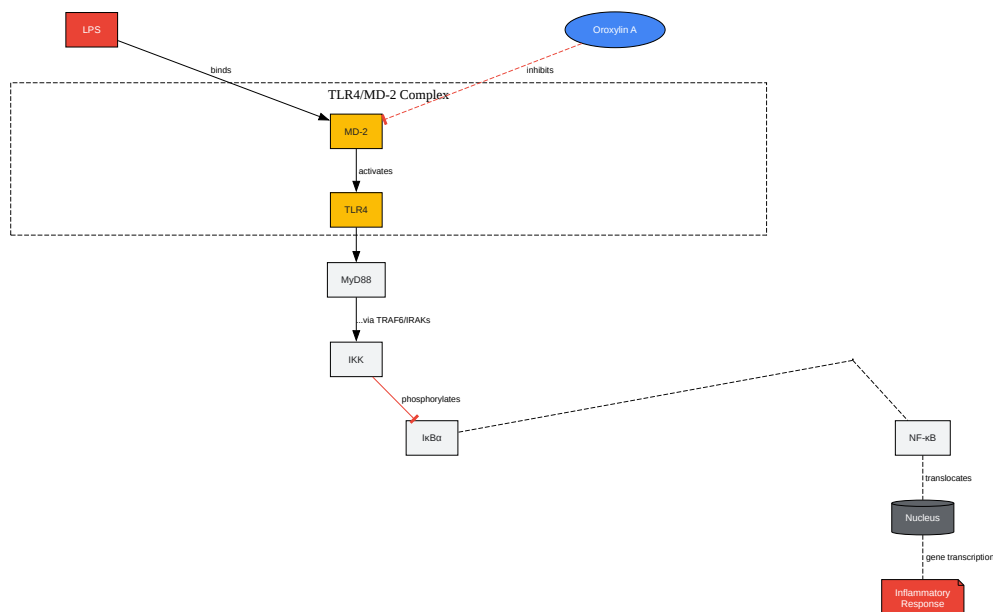 LPS
Oroxylin A
binds
inhibits
TLR4/MD-2 Complex
MD-2
activates
TLR4
MyD88
...via TRAF6/IRAKs
IKK
phosphorylates
IκBα
NF-κB
translocates
Nucleus
gene transcription
Inflammatory
Response